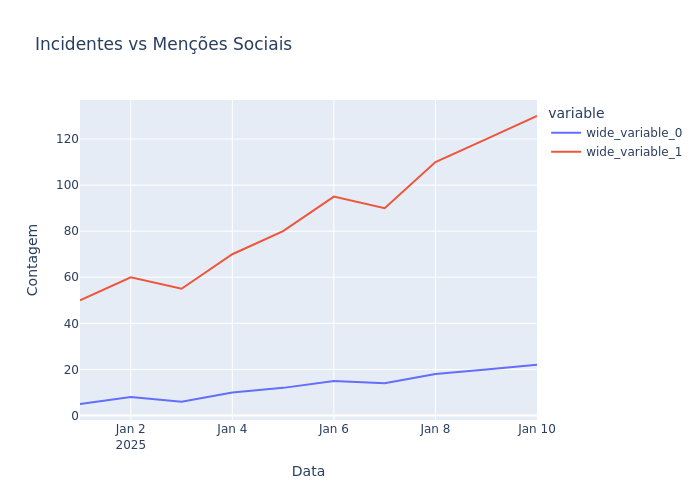 Incidentes vs Menções Sociais
variable
wide_variable_0
wide_variable_1
Contagem
120
100
80
60
40
20
0
Jan 2
2025
Jan 4
Jan 6
Jan 8
Jan 10
Data